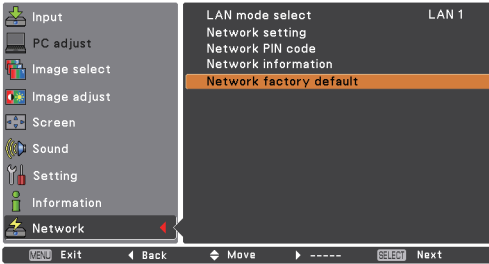 Input
PC adjust
Image select
Image adjust
Screen
Sound
Setting
Information
Network
LAN mode select LAN 1
Network setting
Network PIN code
Network information
Network factory default
MENU Exit Back Move ----- SELECT Next